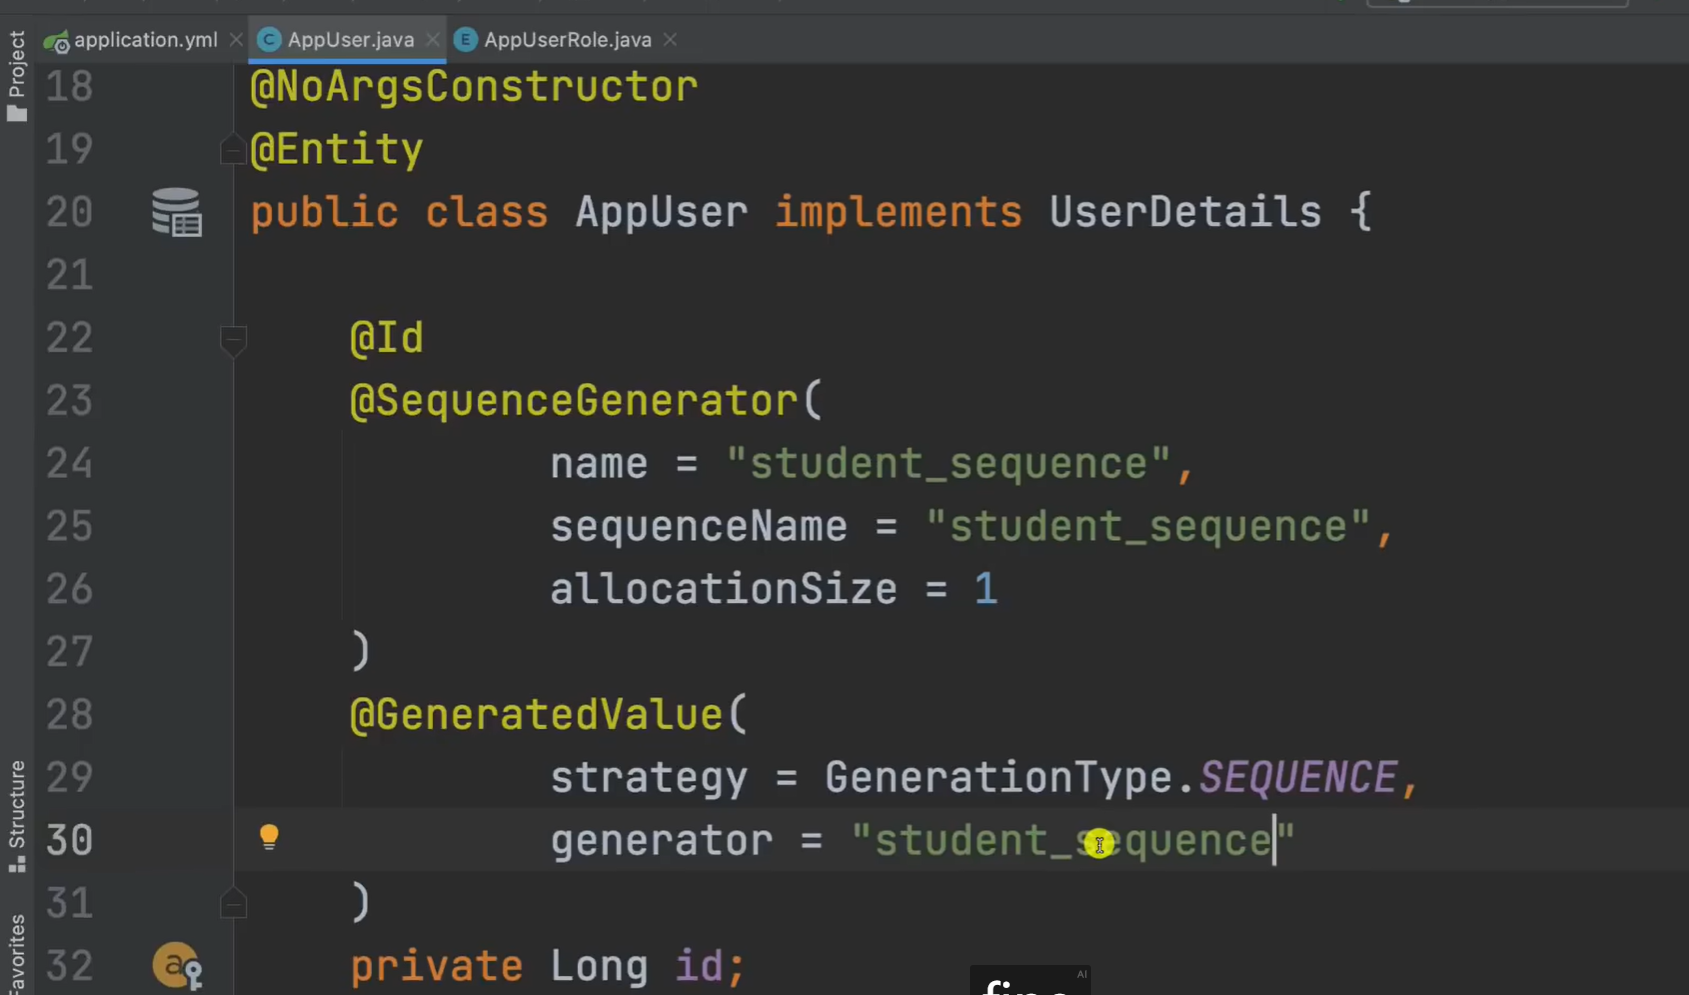 application.yml AppUser.java AppUserRole.java
Project
18 @NoArgsConstructor
19 @Entity
20 public class AppUser implements UserDetails {
21
22 @Id
23 @SequenceGenerator(
24 name = "student_sequence",
25 sequenceName = "student_sequence",
26 allocationSize = 1
27 )
28 @GeneratedValue(
29 strategy = GenerationType.SEQUENCE,
30 generator = "student_sequence"
31 )
32 private Long id;
Structure
Favorites
AI